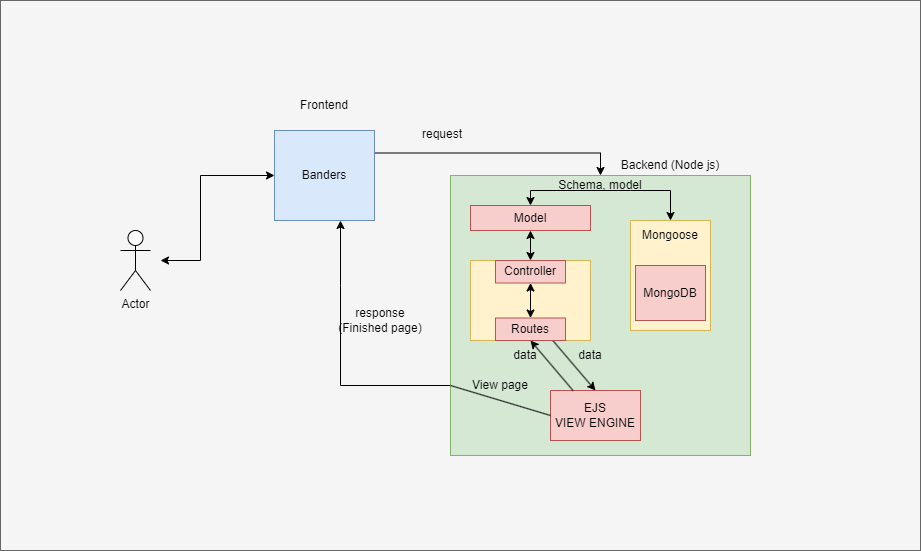 Frontend
request
Banders
Backend (Node js)
Schema, model
Model
Mongoose
Controller
MongoDB
Actor
response
(Finished page)
Routes
data
data
View page
EJS
VIEW ENGINE